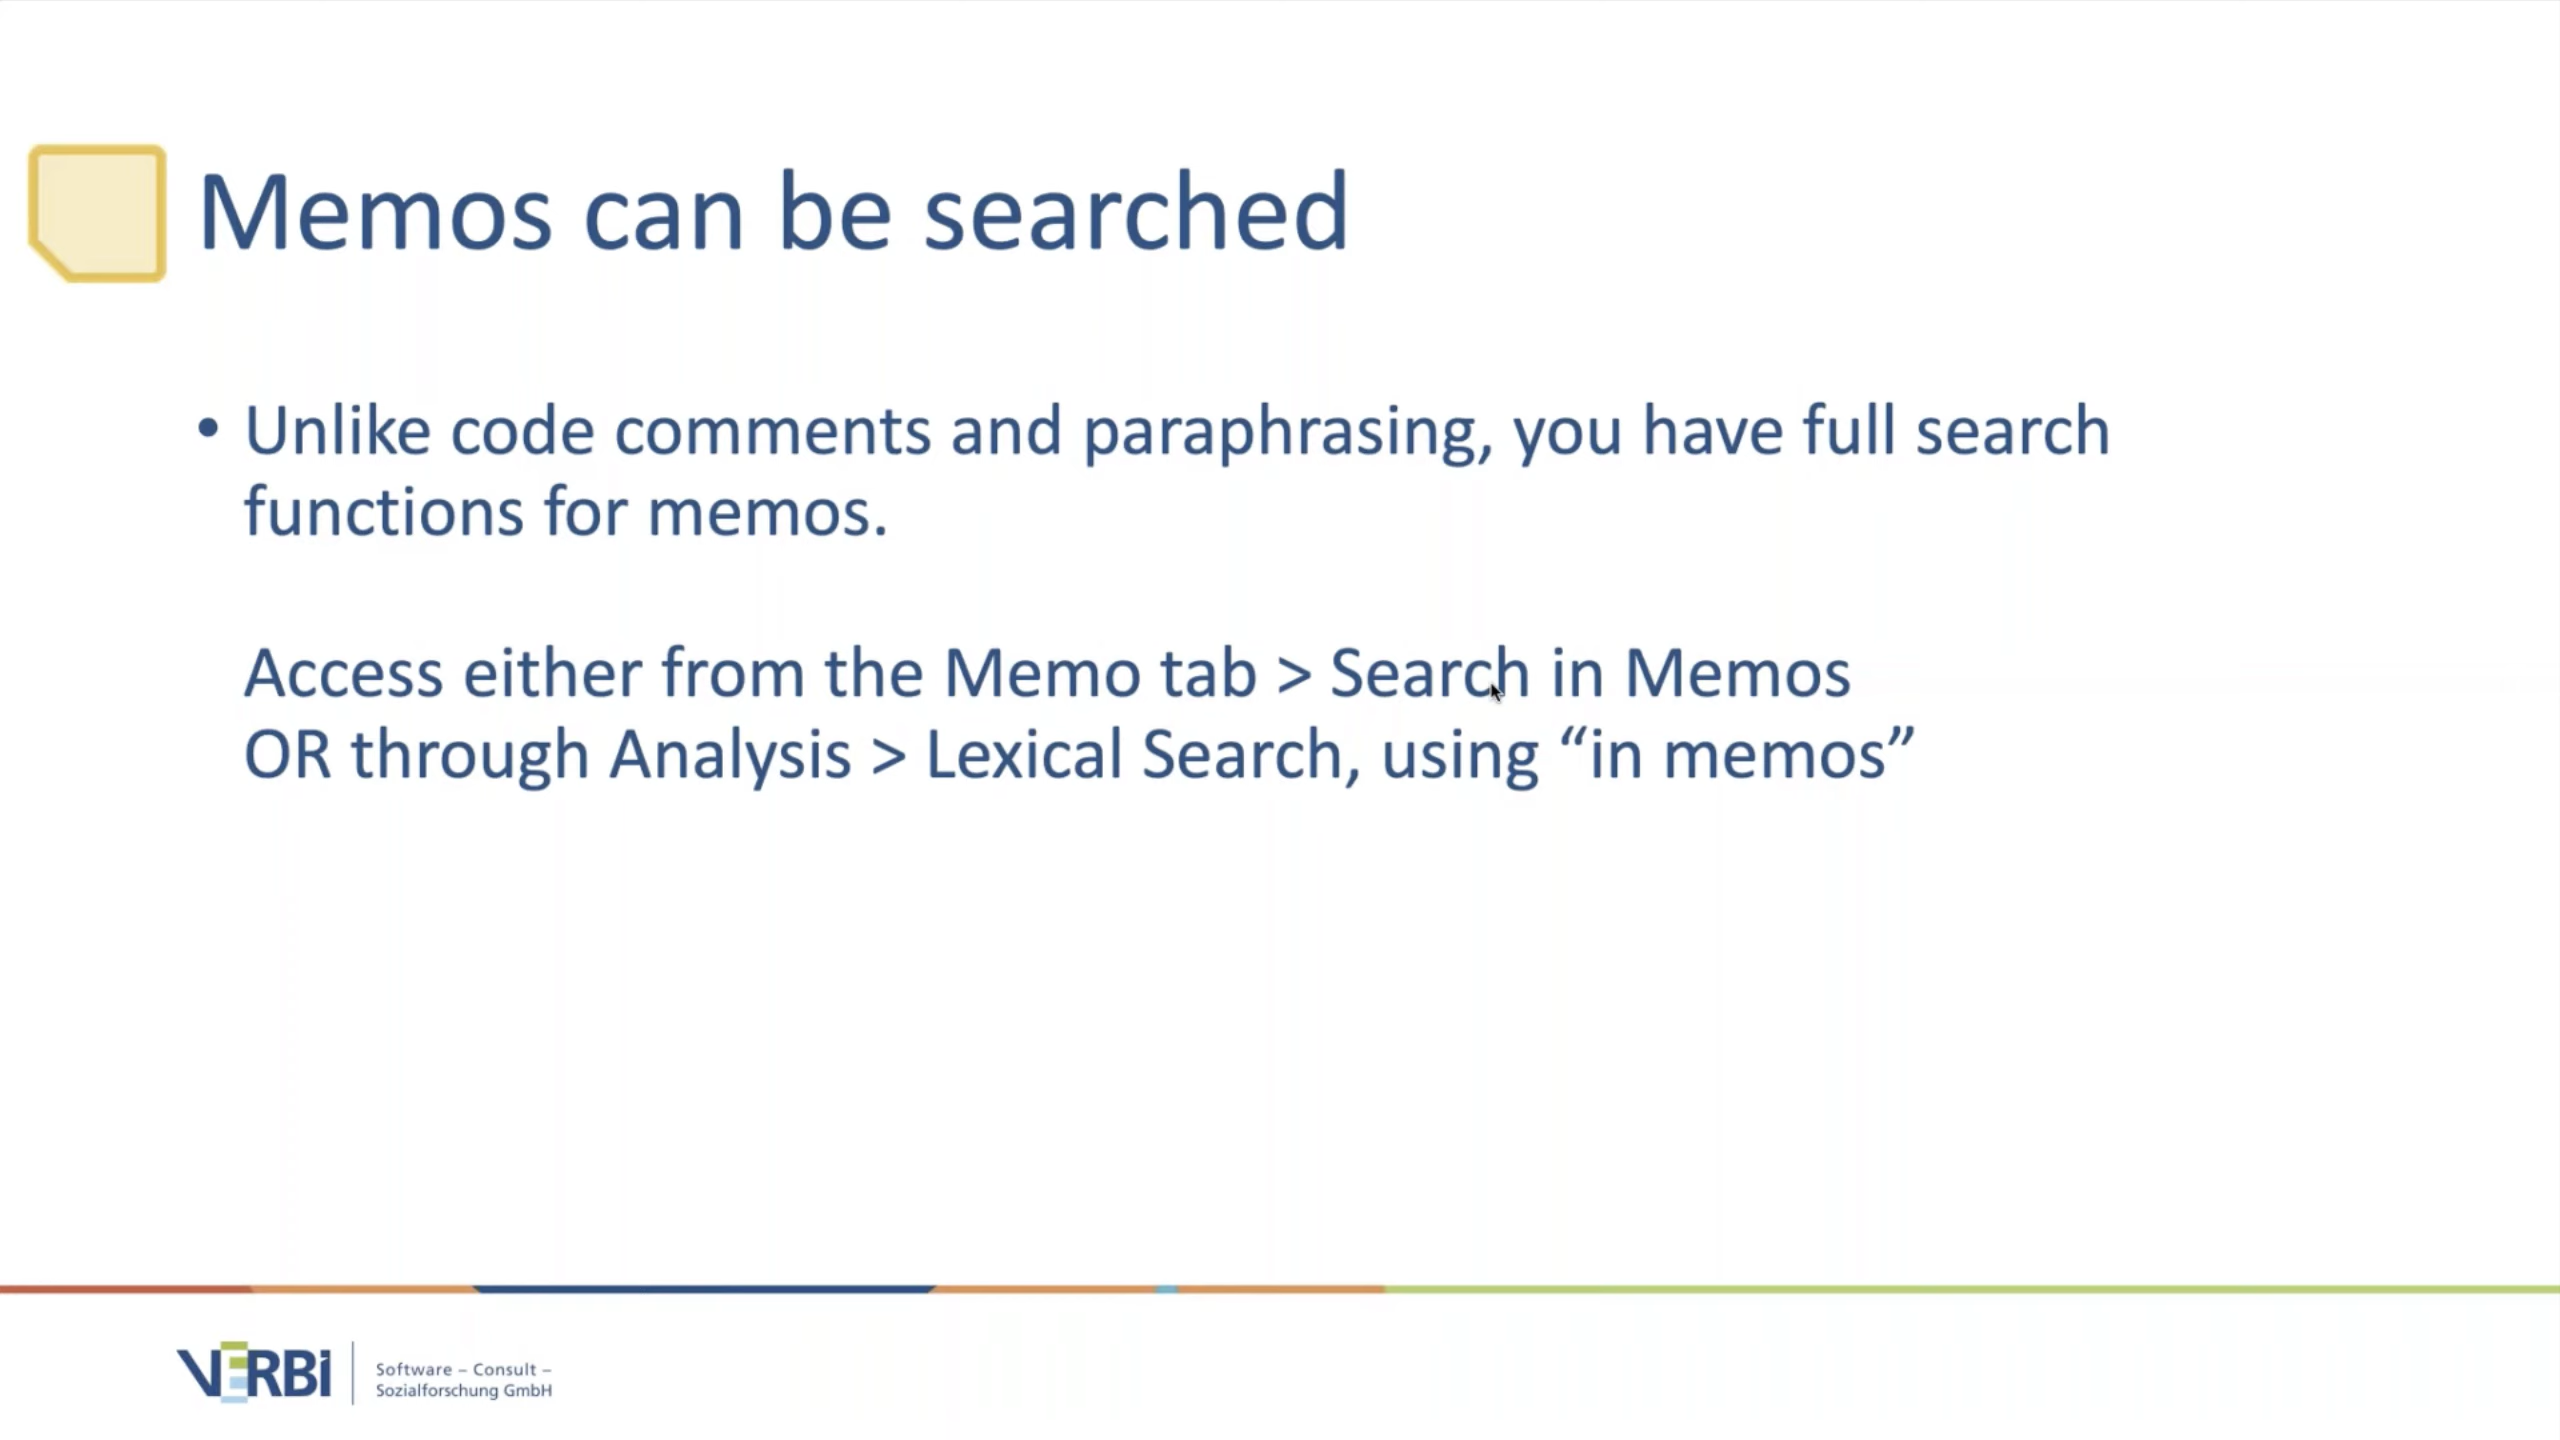 Memos can be searched
• Unlike code comments and paraphrasing, you have full search
functions for memos.
Access either from the Memo tab > Search in Memos
OR through Analysis > Lexical Search, using “in memos”
VERBI
Software – Consult –
Sozialforschung GmbH